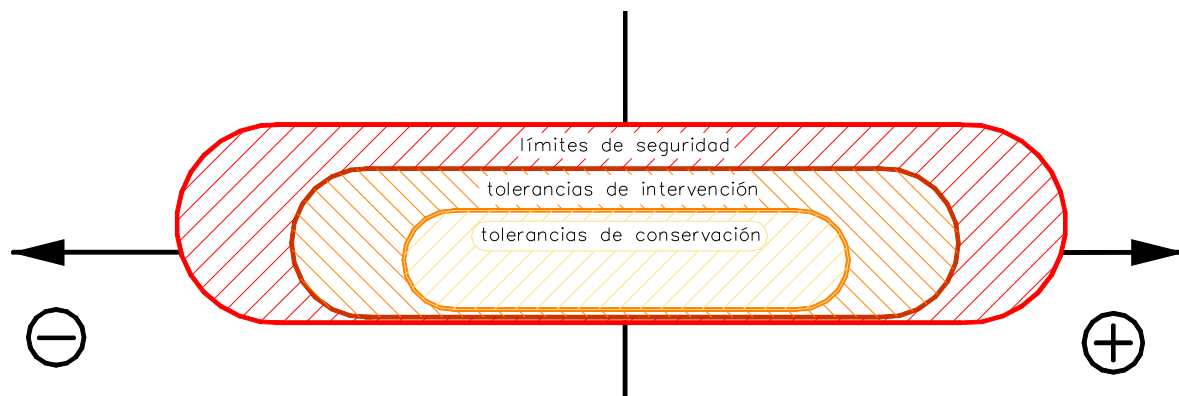 límites de seguridad
tolerancias de intervención
tolerancias de conservación
− +